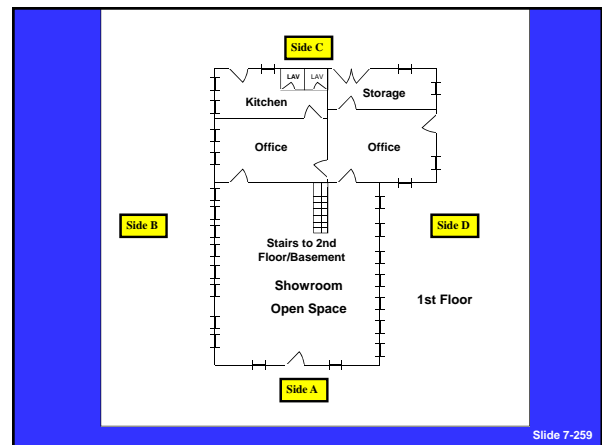 Side C
LAV LAV
Kitchen
Storage
Office
Office
Side B
Side D
Stairs to 2nd
Floor/Basement
Showroom
Open Space
1st Floor
Side A
Slide 7-259